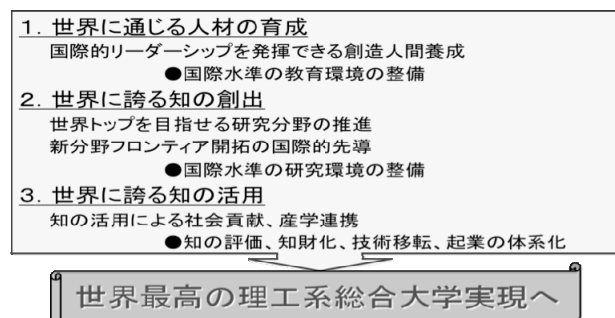 1. 世界に通じる人材の育成
国際的リーダーシップを発揮できる創造人間養成
●国際水準の教育環境の整備
2. 世界に誇る知の創出
世界トップを目指せる研究分野の推進
新分野フロンティア開拓の国際的先導
●国際水準の研究環境の整備
3. 世界に誇る知の活用
知の活用による社会貢献、産学連携
●知の評価、知財化、技術移転、起業の体系化
世界最高の理工系総合大学実現へ